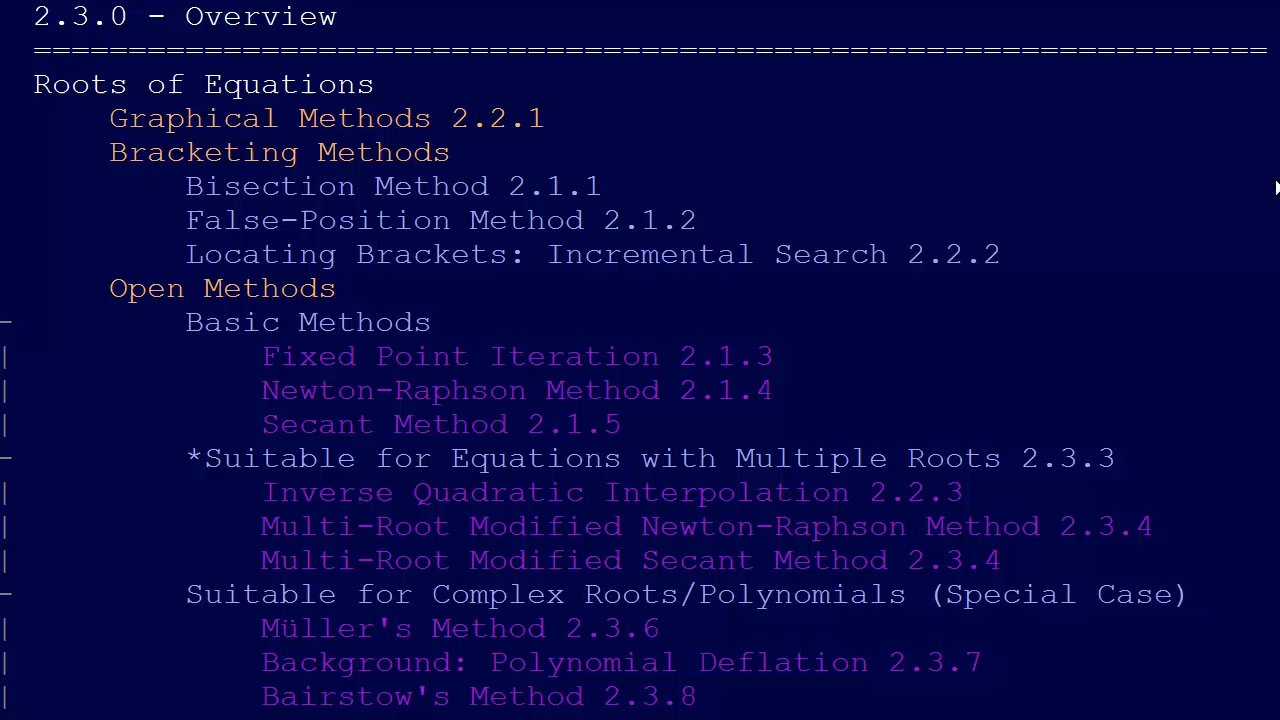 2.3.0 - Overview
=================================================================
Roots of Equations
Graphical Methods 2.2.1
Bracketing Methods
Bisection Method 2.1.1
False-Position Method 2.1.2
Locating Brackets: Incremental Search 2.2.2
Open Methods
Basic Methods
Fixed Point Iteration 2.1.3
Newton-Raphson Method 2.1.4
Secant Method 2.1.5
*Suitable for Equations with Multiple Roots 2.3.3
Inverse Quadratic Interpolation 2.2.3
Multi-Root Modified Newton-Raphson Method 2.3.4
Multi-Root Modified Secant Method 2.3.4
Suitable for Complex Roots/Polynomials (Special Case)
Müller's Method 2.3.6
Background: Polynomial Deflation 2.3.7
Bairstow's Method 2.3.8